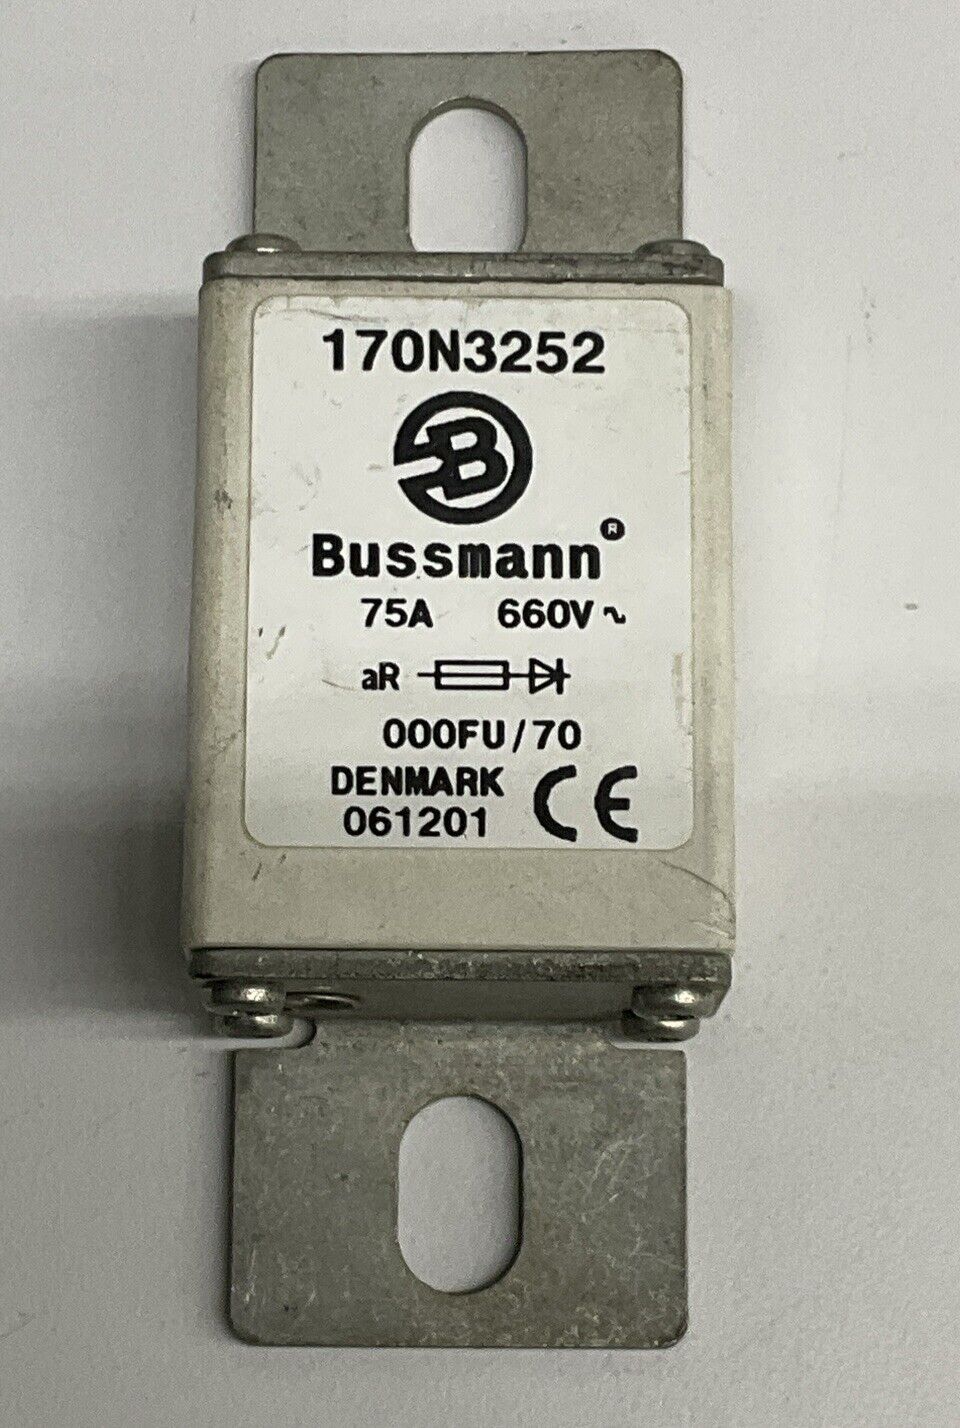 170N3252
B
Bussmann®
75A 660V~
aR
000FU/70
DENMARK
061201 CE